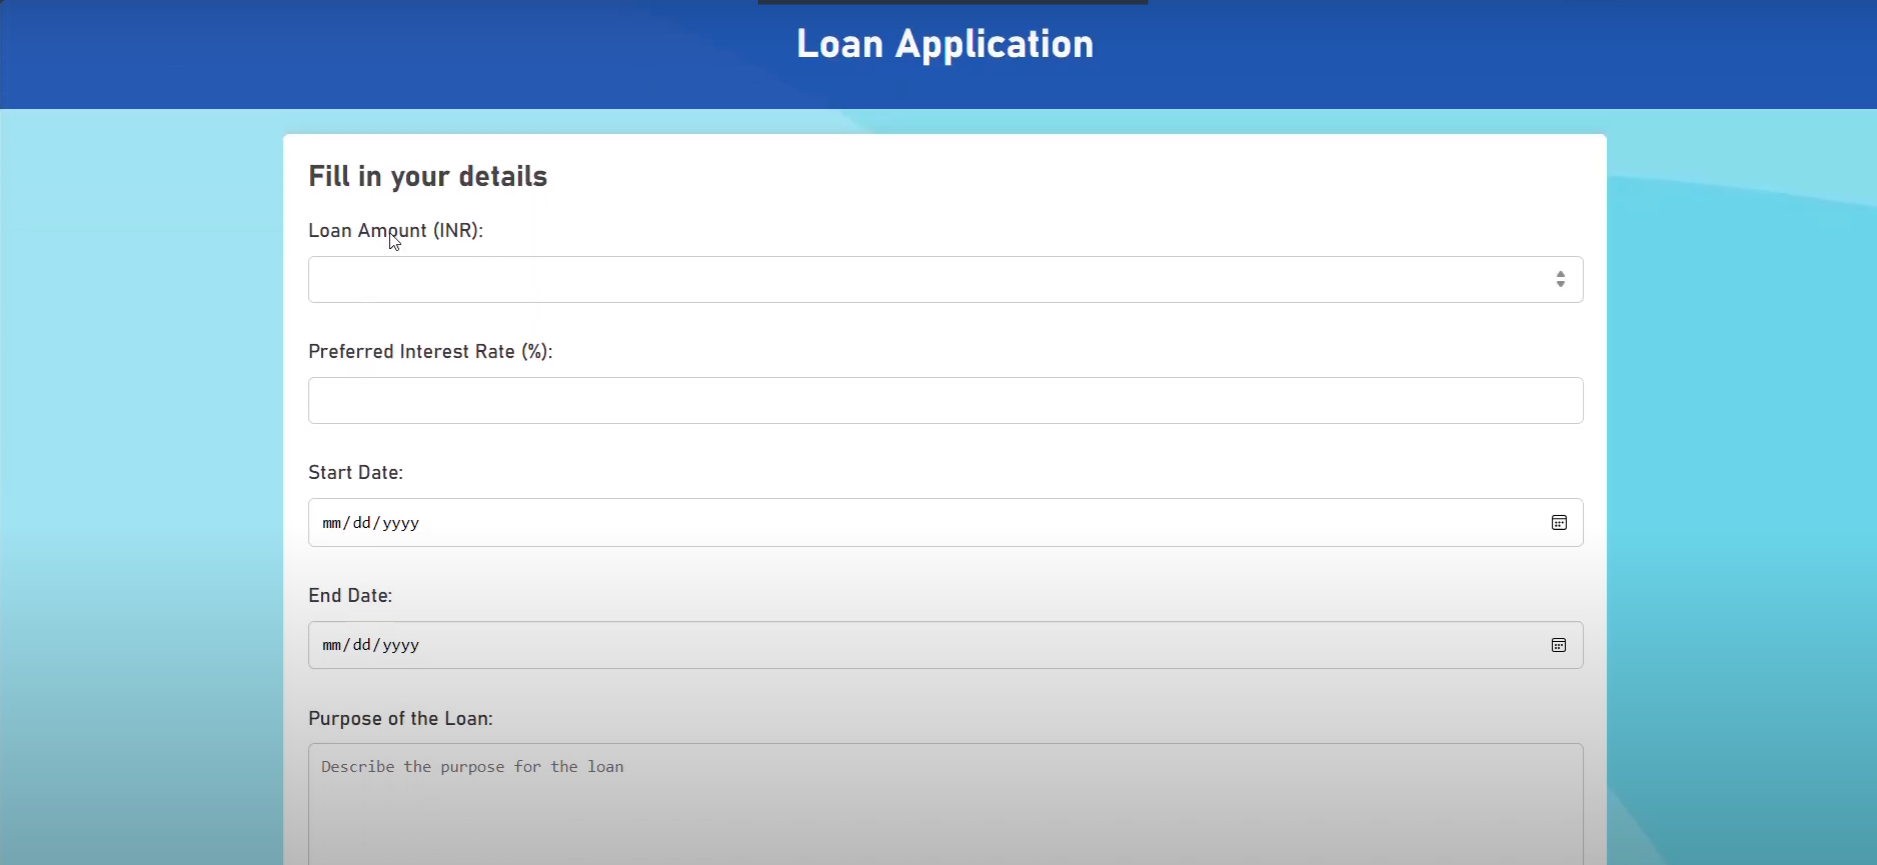 Loan Application
Fill in your details
Loan Amount (INR):
Preferred Interest Rate (%):
Start Date:
mm/dd/yyyy
End Date:
mm/dd/yyyy
Purpose of the Loan:
Describe the purpose for the loan